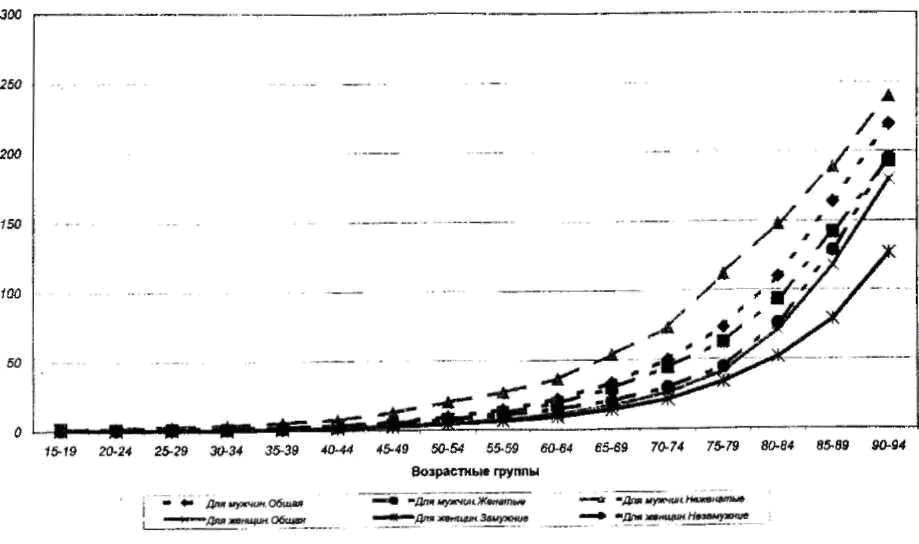 300
250
200
150
100
50
0
15-19 20-24 25-29 30-34 35-39 40-44 45-49 50-54 55-59 60-64 65-69 70-74 75-79 80-84 85-89 90-94
Возрастные группы
Для мужчин.Общая Для мужчин.Женатые Для мужчин.Неженатые
Для женщин.Общая Для женщин.Замужние Для женщин.Незамужние